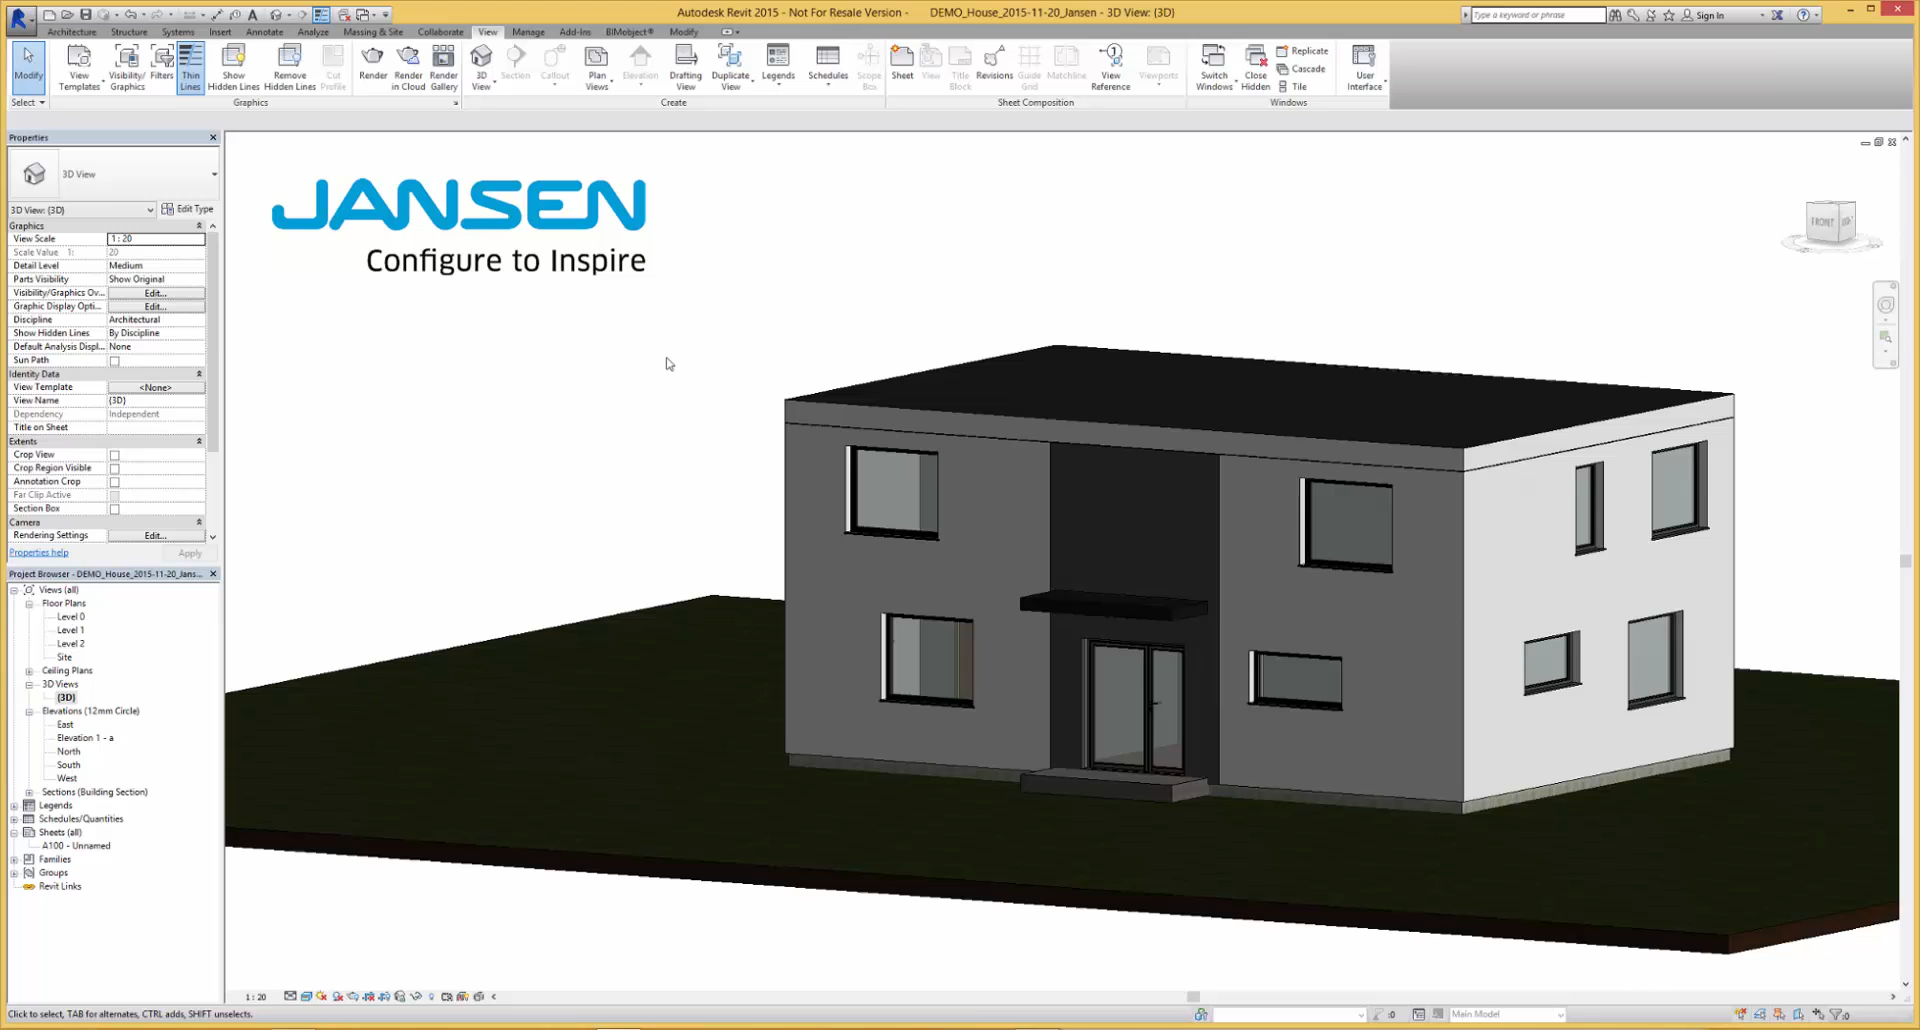 Autodesk Revit 2015 - Not For Resale Version - DEMO_House_2015-11-20_Jansen - 3D View: {3D}
Type a keyword or phrase
Sign In
Architecture Structure Systems Insert Annotate Analyze Massing & Site Collaborate View Manage Add-Ins BIMobject® Modify
Modify
View Templates
Visibility/ Graphics
Filters
Thin Lines
Show Hidden Lines
Remove Hidden Lines
Cut Profile
Render
Render in Cloud
Render Gallery
3D View
Section
Callout
Plan Views
Elevation
Drafting View
Duplicate View
Legends
Schedules
Scope Box
Sheet
View
Title Block
Revisions
Guide Grid
Matchline
View Reference
Viewports
Switch Windows
Close Hidden
Replicate
Cascade
Tile
User Interface
Select Graphics Create Sheet Composition Windows
Properties
3D View
3D View: {3D} Edit Type
Graphics
View Scale 1 : 20
Scale Value 1: 20
Detail Level Medium
Parts Visibility Show Original
Visibility/Graphics Ov... Edit...
Graphic Display Opti... Edit...
Discipline Architectural
Show Hidden Lines By Discipline
Default Analysis Displ... None
Sun Path
Identity Data
View Template <None>
View Name {3D}
Dependency Independent
Title on Sheet
Extents
Crop View
Crop Region Visible
Annotation Crop
Far Clip Active
Section Box
Camera
Rendering Settings Edit...
Properties help Apply
Project Browser - DEMO_House_2015-11-20_Jans...
Views (all)
Floor Plans
Level 0
Level 1
Level 2
Site
Ceiling Plans
3D Views
{3D}
Elevations (12mm Circle)
East
Elevation 1 - a
North
South
West
Sections (Building Section)
Legends
Schedules/Quantities
Sheets (all)
A100 - Unnamed
Families
Groups
Revit Links
JANSEN
Configure to Inspire
FRONT
1 : 20
Click to select, TAB for alternates, CTRL adds, SHIFT unselects.
:0
Main Model
:0